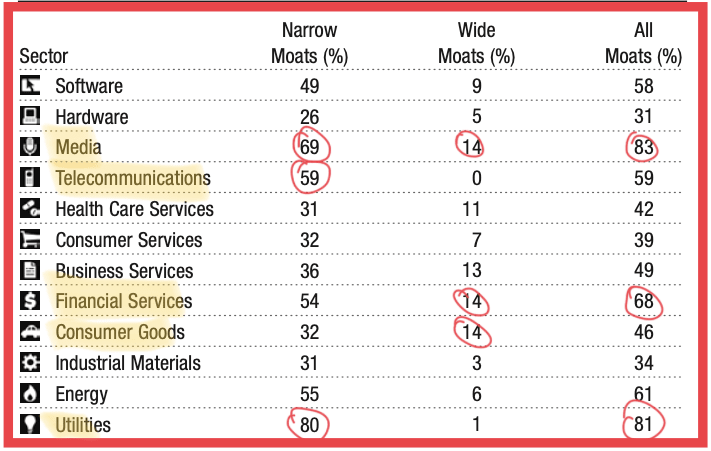 Narrow Wide All
Sector Moats (%) Moats (%) Moats (%)
Software 49 9 58
Hardware 26 5 31
Media 69 14 83
Telecommunications 59 0 59
Health Care Services 31 11 42
Consumer Services 32 7 39
Business Services 36 13 49
Financial Services 54 14 68
Consumer Goods 32 14 46
Industrial Materials 31 3 34
Energy 55 6 61
Utilities 80 1 81